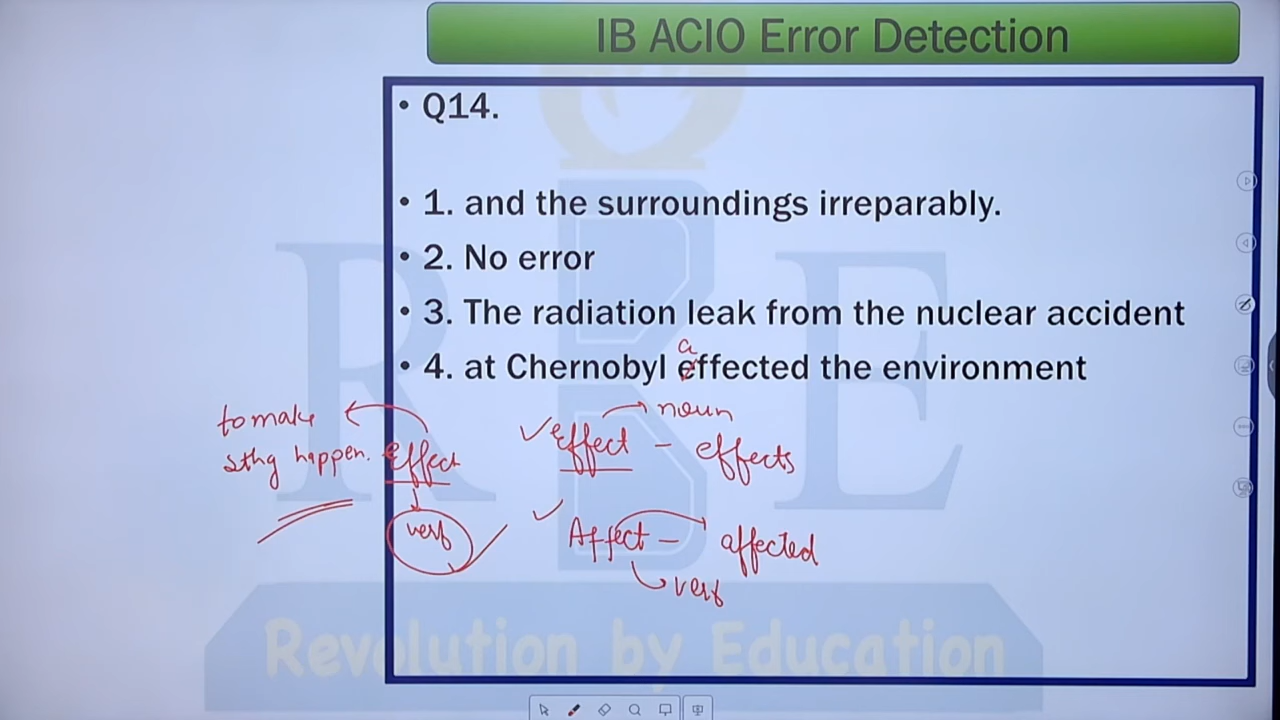 IB ACIO Error Detection
• Q14.
• 1. and the surroundings irreparably.
• 2. No error
• 3. The radiation leak from the nuclear accident
a
• 4. at Chernobyl effected the environment
to make
sthg happen.
effect
verb
noun
effect – effects
Affect – affected
verb
RBE
Revolution by Education